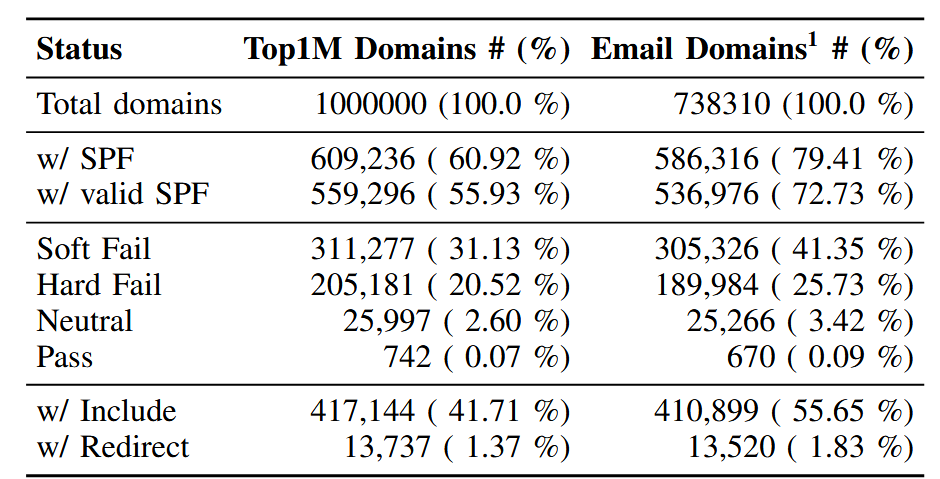 Status Top1M Domains # (%) Email Domains¹ # (%)
Total domains 1000000 (100.0 %) 738310 (100.0 %)
w/ SPF 609,236 ( 60.92 %) 586,316 ( 79.41 %)
w/ valid SPF 559,296 ( 55.93 %) 536,976 ( 72.73 %)
Soft Fail 311,277 ( 31.13 %) 305,326 ( 41.35 %)
Hard Fail 205,181 ( 20.52 %) 189,984 ( 25.73 %)
Neutral 25,997 ( 2.60 %) 25,266 ( 3.42 %)
Pass 742 ( 0.07 %) 670 ( 0.09 %)
w/ Include 417,144 ( 41.71 %) 410,899 ( 55.65 %)
w/ Redirect 13,737 ( 1.37 %) 13,520 ( 1.83 %)